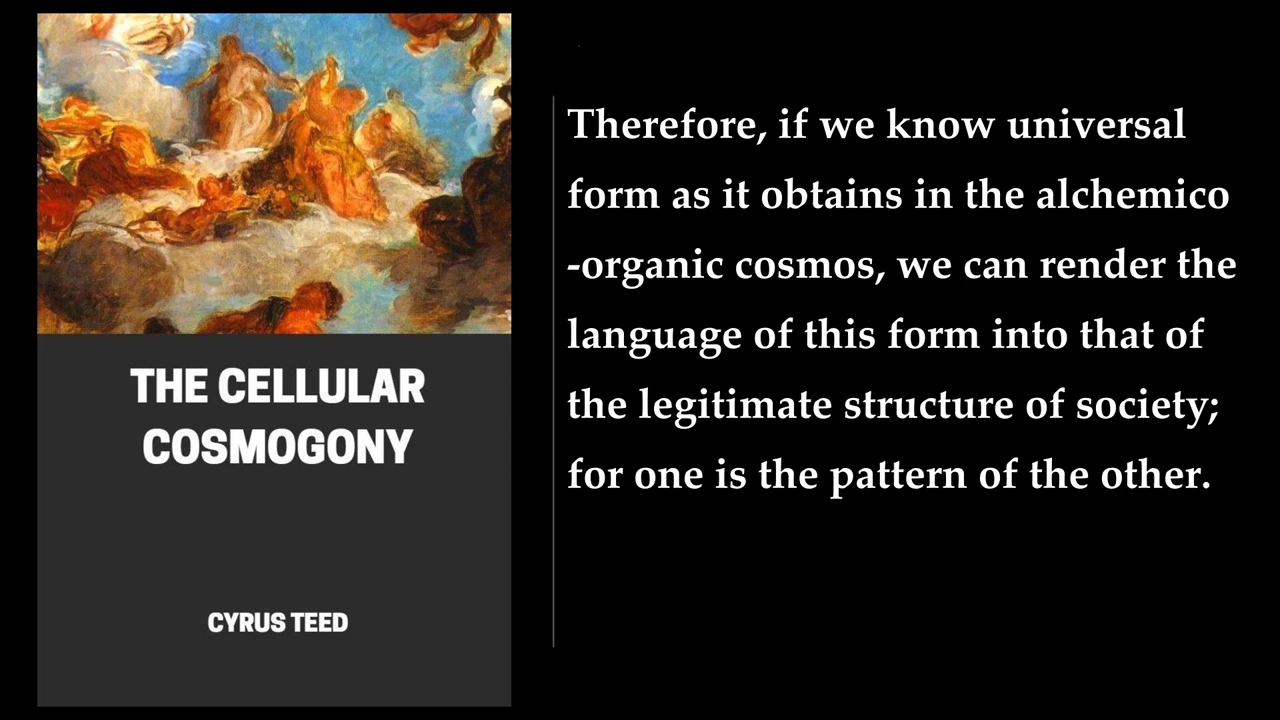 THE CELLULAR
COSMOGONY
CYRUS TEED
Therefore, if we know universal
form as it obtains in the alchemico
-organic cosmos, we can render the
language of this form into that of
the legitimate structure of society;
for one is the pattern of the other.